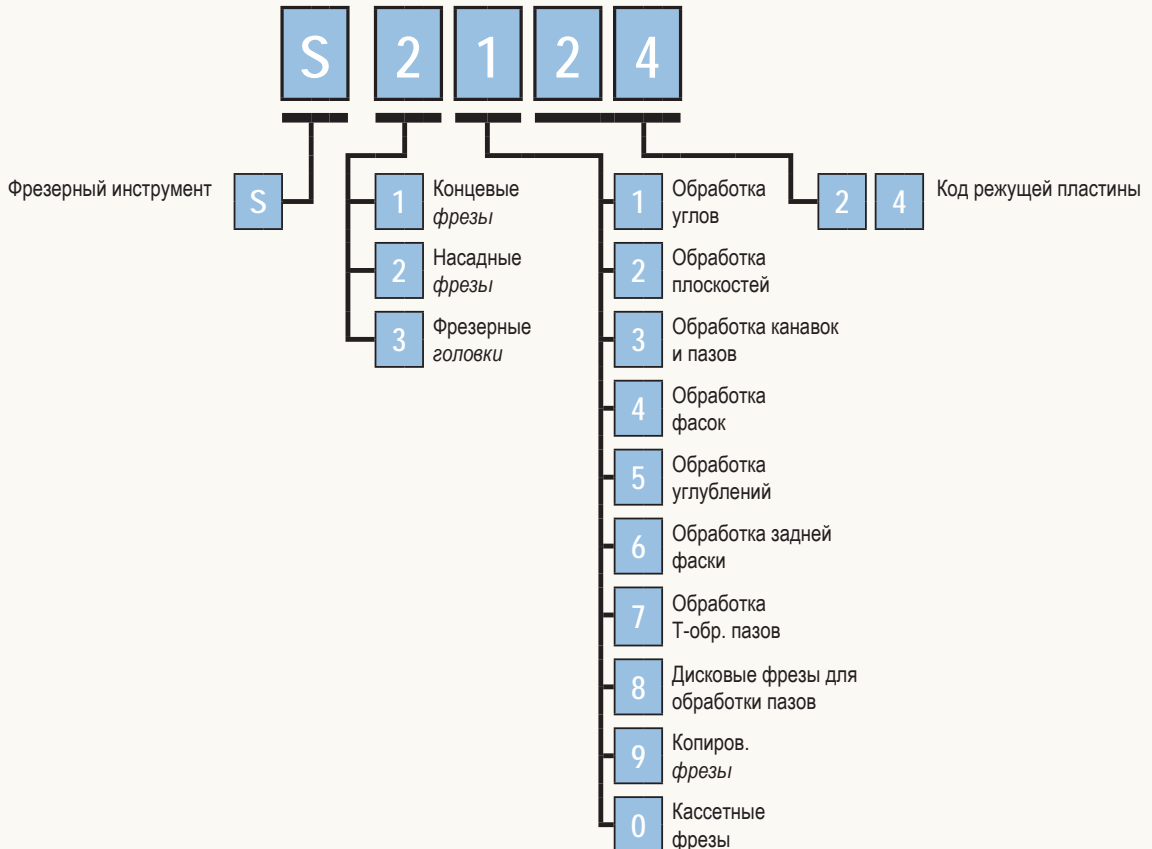 S 2 1 2 4
Фрезерный инструмент
S
1
Концевые
фрезы
2
Насадные
фрезы
3
Фрезерные
головки
1
Обработка
углов
2
Обработка
плоскостей
3
Обработка канавок
и пазов
4
Обработка
фасок
5
Обработка
углублений
6
Обработка задней
фаски
7
Обработка
Т-обр. пазов
8
Дисковые фрезы для
обработки пазов
9
Копиров.
фрезы
0
Кассетные
фрезы
2 4
Код режущей пластины